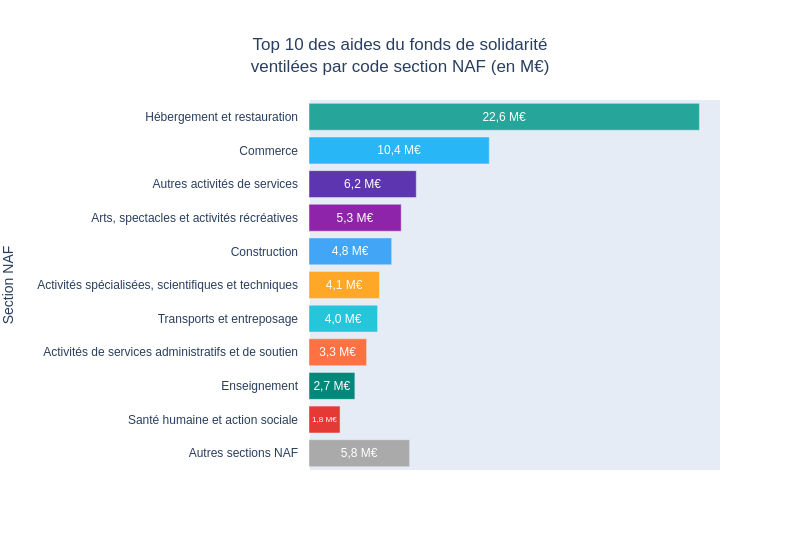 Top 10 des aides du fonds de solidarité
ventilées par code section NAF (en M€)
Section NAF
Hébergement et restauration 22,6 M€
Commerce 10,4 M€
Autres activités de services 6,2 M€
Arts, spectacles et activités récréatives 5,3 M€
Construction 4,8 M€
Activités spécialisées, scientifiques et techniques 4,1 M€
Transports et entreposage 4,0 M€
Activités de services administratifs et de soutien 3,3 M€
Enseignement 2,7 M€
Santé humaine et action sociale 1,8 M€
Autres sections NAF 5,8 M€